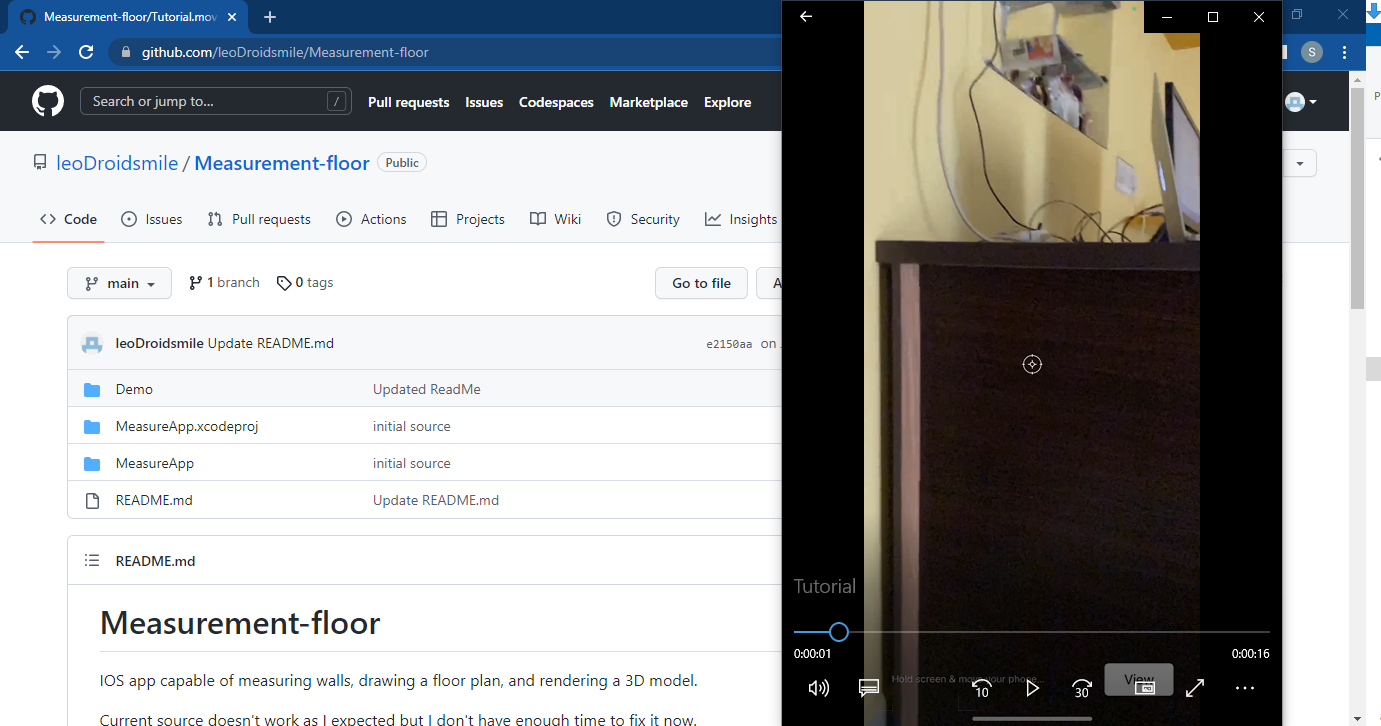 Measurement-floor/Tutorial.mov
github.com/leoDroidsmile/Measurement-floor
S
Search or jump to...
/
Pull requests
Issues
Codespaces
Marketplace
Explore
leoDroidsmile / Measurement-floor
Public
Code
Issues
Pull requests
Actions
Projects
Wiki
Security
Insights
main
1 branch
0 tags
Go to file
A
leoDroidsmile Update README.md
e2150aa on
Demo
Updated ReadMe
MeasureApp.xcodeproj
initial source
MeasureApp
initial source
README.md
Update README.md
README.md
Measurement-floor
IOS app capable of measuring walls, drawing a floor plan, and rendering a 3D model.
Current source doesn't work as I expected but I don't have enough time to fix it now.
Tutorial
0:00:01
0:00:16
Hold screen & move your phone...
10
30
View
P